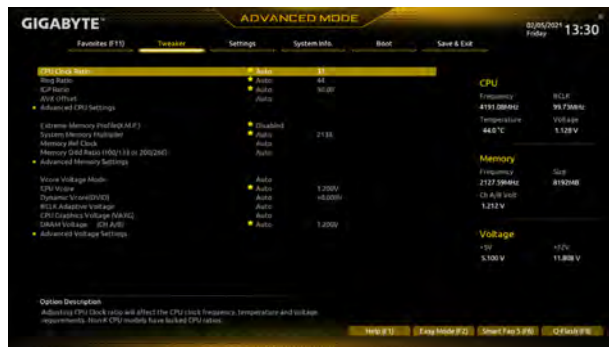 GIGABYTE
ADVANCED MODE
02/05/2021 Friday 13:30
Favorites (F11) Tweaker Settings System Info. Boot Save & Exit
CPU Clock Ratio Auto
Ring Ratio Auto 44
IGP Ratio Auto 30.00
AVX Offset Auto
Advanced CPU Settings
Extreme Memory Profile(X.M.P.) Disabled
System Memory Multiplier Auto 2133
Memory Ref Clock Auto
Memory Odd Ratio (100/133 or 200/266) Auto
Advanced Memory Settings
Vcore Voltage Mode Auto
CPU Vcore Auto 1.200V
Dynamic Vcore(DVID) Auto +0.000V
BCLK Adaptive Voltage Auto
CPU Graphics Voltage (VAXG) Auto
DRAM Voltage (CH A/B) Auto 1.200V
Advanced Voltage Settings
CPU
Frequency BCLK
4191.08MHz 99.73MHz
Temperature Voltage
44.0 °C 1.128 V
Memory
Frequency Size
2127.59MHz 8192MB
Ch A/B Volt
1.212 V
Voltage
+5V +12V
5.100 V 11.808 V
Option Description
Adjusting CPU Clock ratio will affect the CPU clock frequency, temperature and voltage
requirements. Non-K CPU models have locked CPU ratios.
Help (F1) Easy Mode (F2) Smart Fan 5 (F6) Q-Flash (F8)